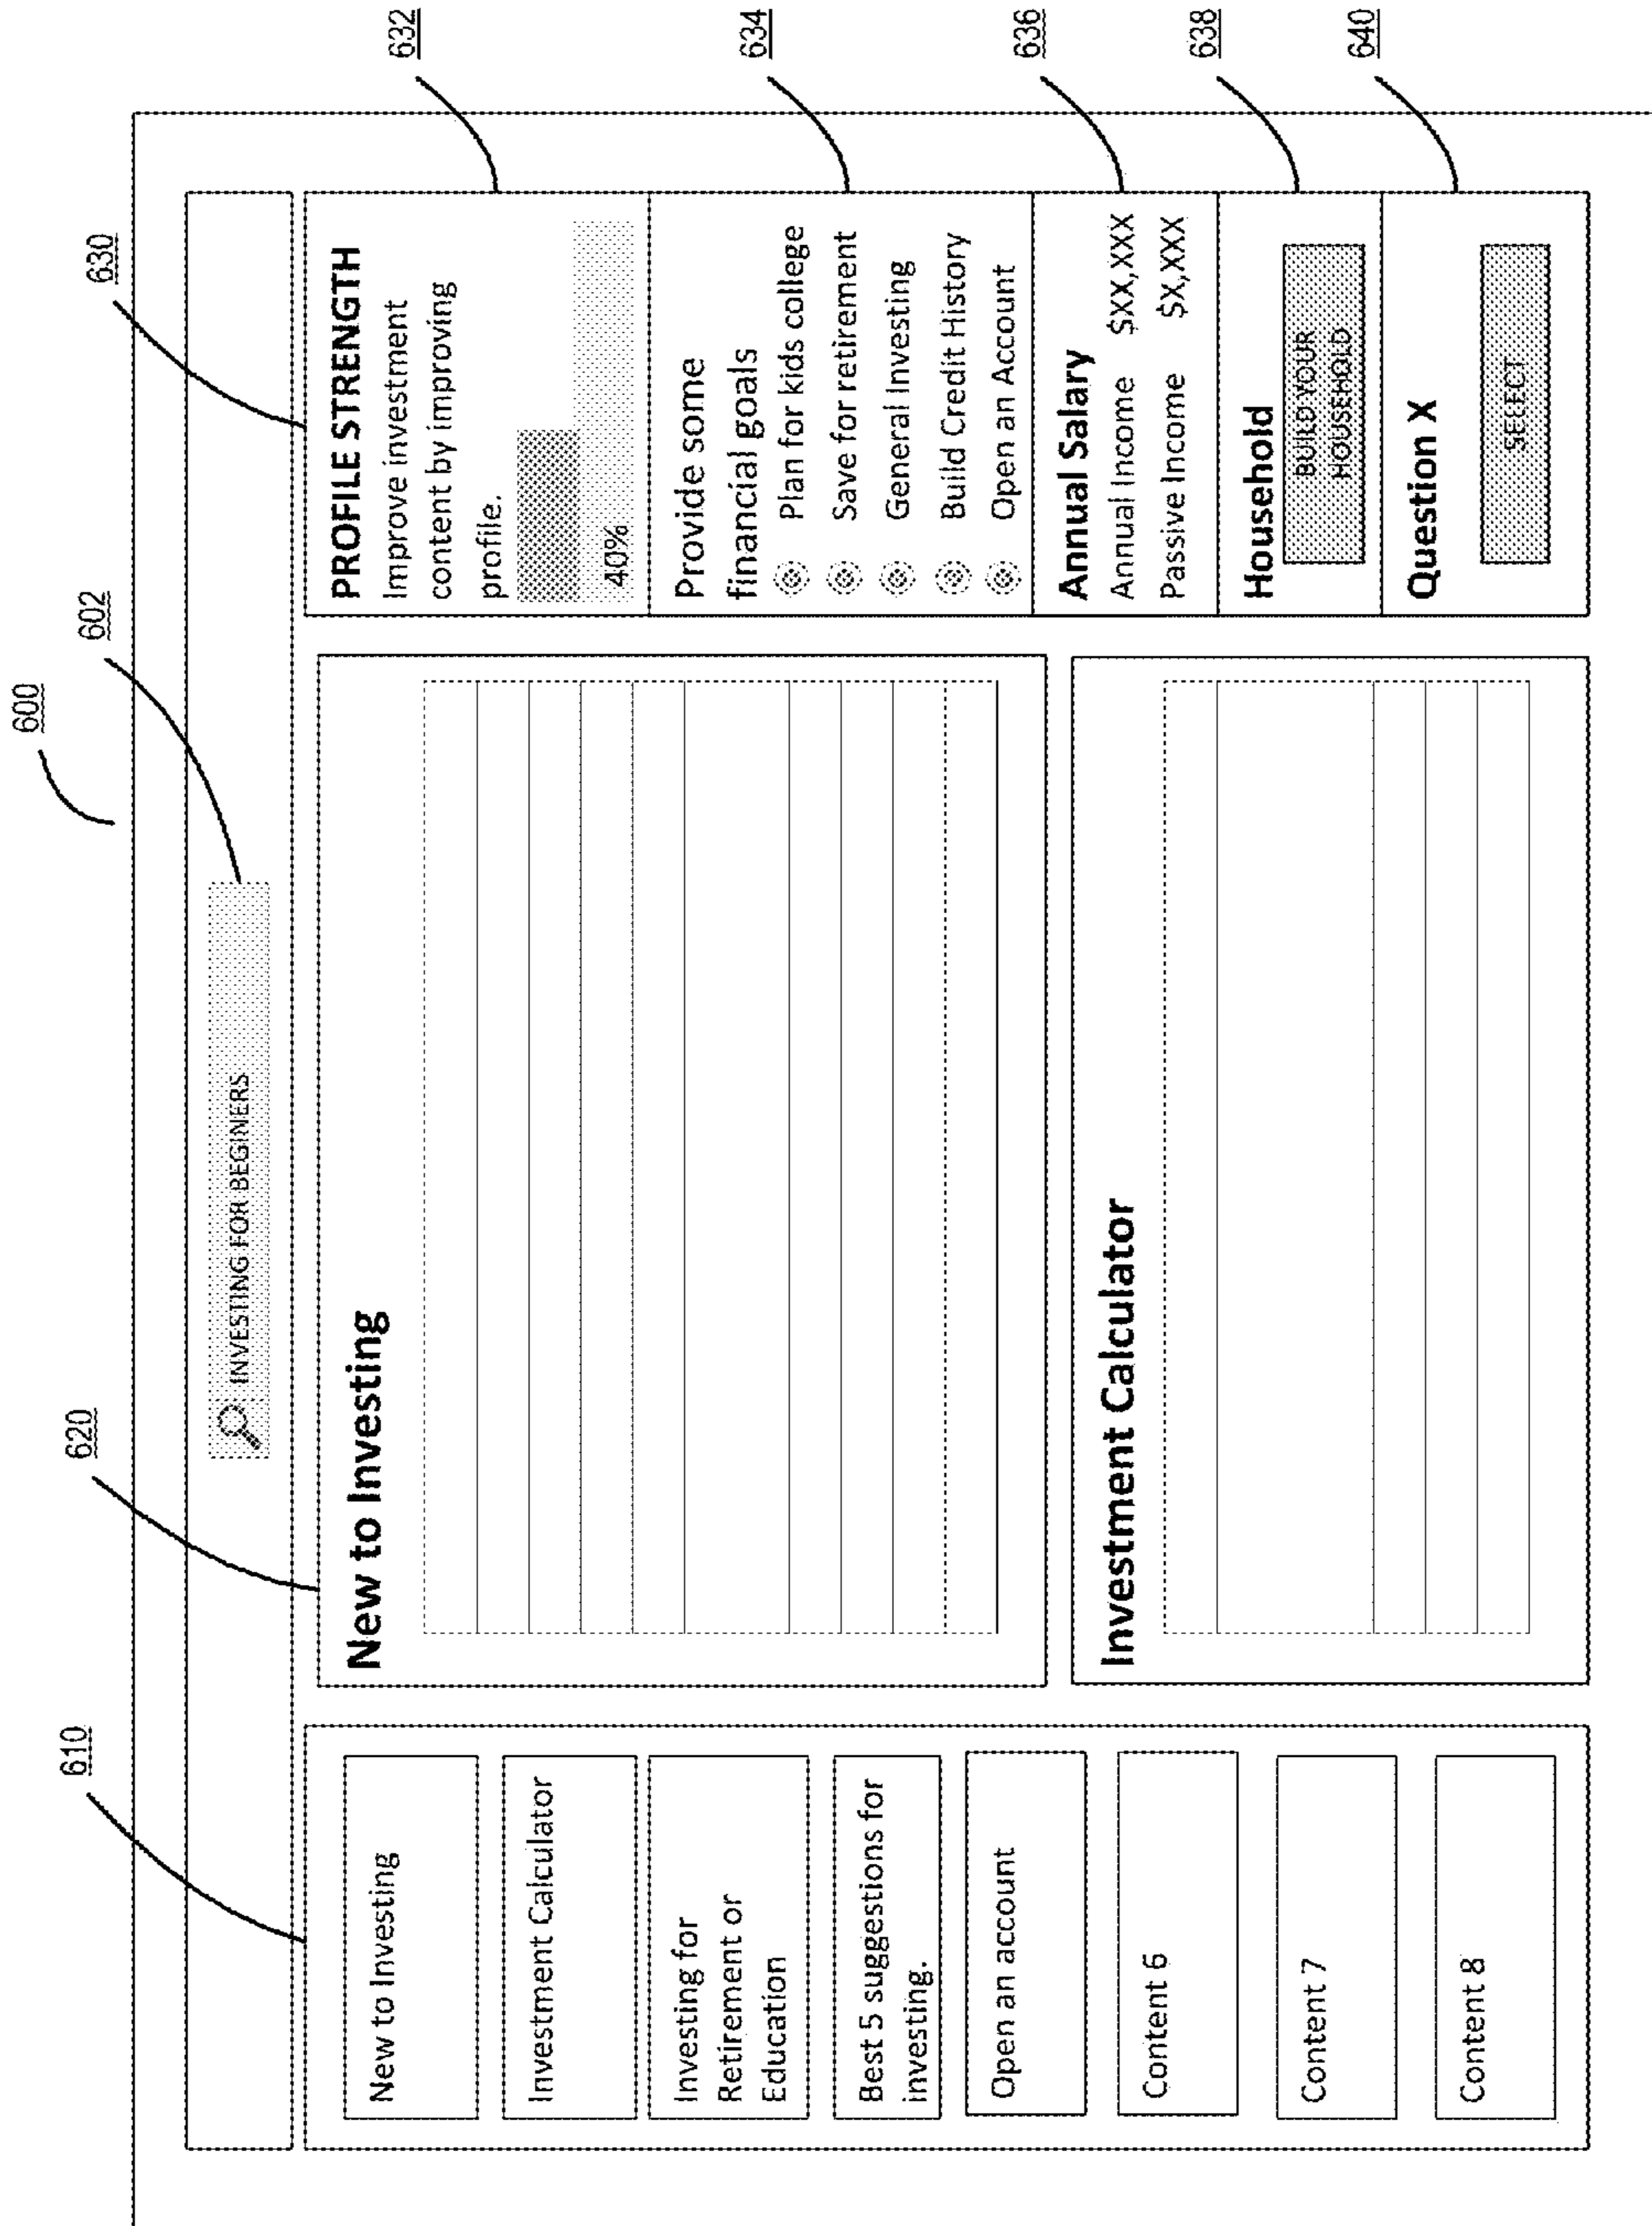 600
602
INVESTING FOR BEGINERS
610
New to Investing
Investment Calculator
Investing for
Retirement or
Education
Best 5 suggestions for
investing.
Open an account
Content 6
Content 7
Content 8
620
New to Investing
Investment Calculator
630
PROFILE STRENGTH
Improve investment
content by improving
profile.
40%
632
Provide some
financial goals
Plan for kids college
Save for retirement
General Investing
Build Credit History
Open an Account
634
Annual Salary
Annual Income $XX,XXX
Passive Income $X,XXX
636
Household
BUILD YOUR
HOUSEHOLD
638
Question X
SELECT
640